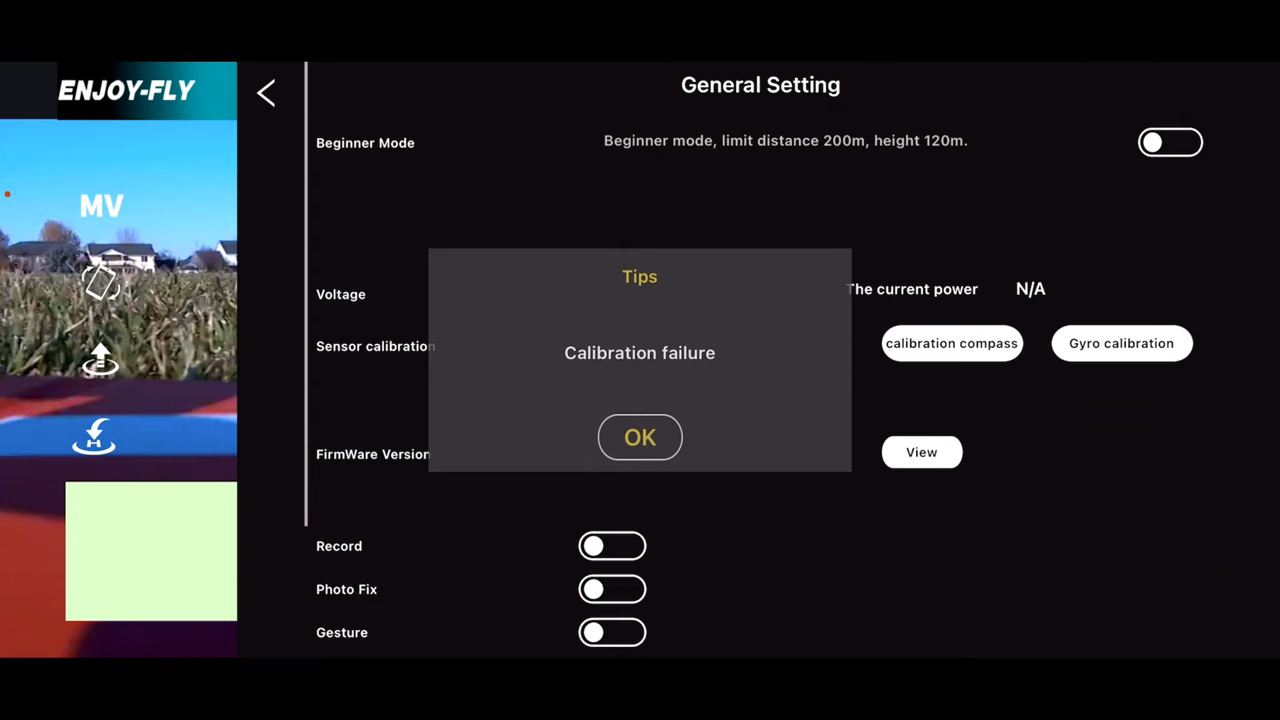 ENJOY-FLY
General Setting
Beginner Mode
Beginner mode, limit distance 200m, height 120m.
MV
Tips
Voltage
The current power
N/A
Sensor calibration
Calibration failure
calibration compass
Gyro calibration
OK
FirmWare Version
View
Record
Photo Fix
Gesture